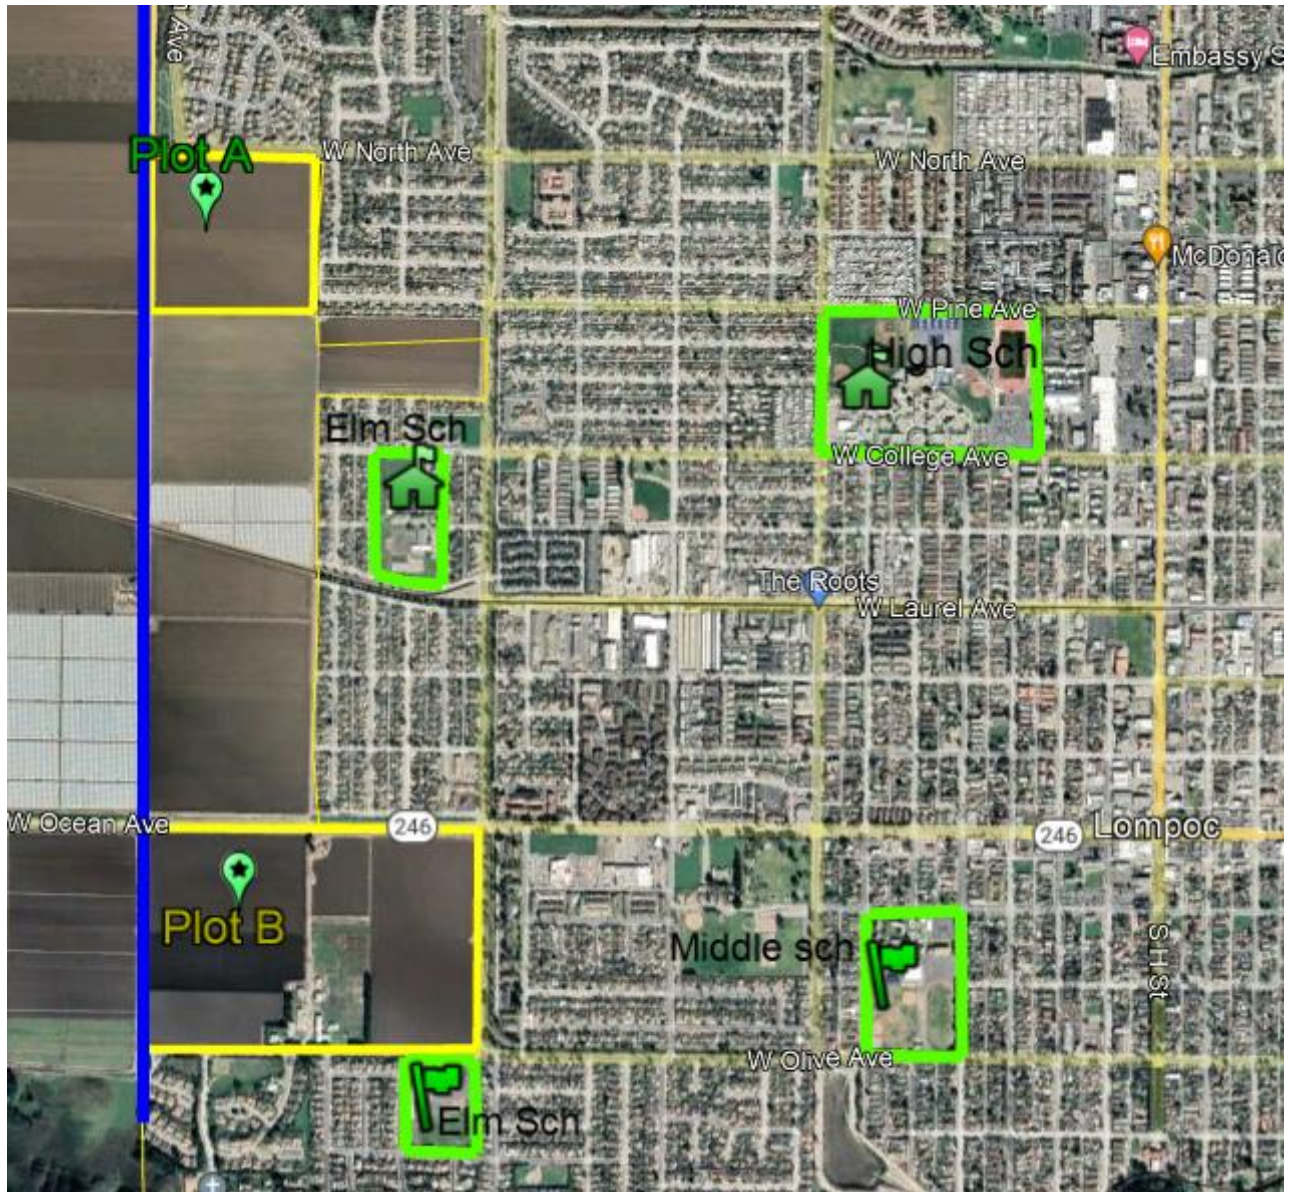 Ave
Embassy S
Plot A
W North Ave
W North Ave
McDonald
W Pine Ave
High Sch
Elm Sch
W College Ave
The Roots
W Laurel Ave
W Ocean Ave
246
246
Lompoc
Plot B
Middle sch
S H St
W Olive Ave
Elm Sch